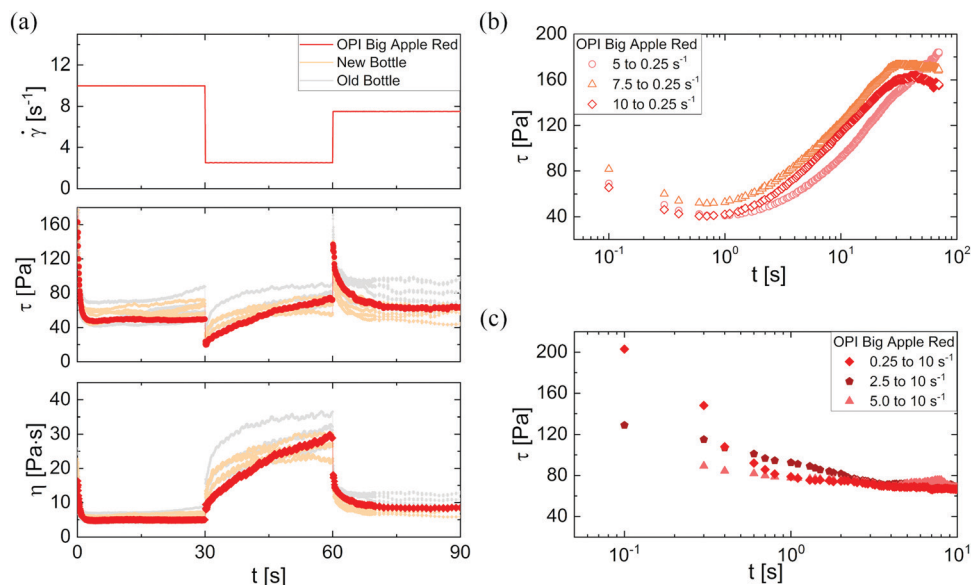 (a)
OPI Big Apple Red
New Bottle
Old Bottle
15
12
9
6
3
0
γ̇ [s⁻¹]
160
120
80
40
0
τ [Pa]
40
30
20
10
0
η [Pa·s]
0 30 60 90
t [s]
(b)
OPI Big Apple Red
5 to 0.25 s⁻¹
7.5 to 0.25 s⁻¹
10 to 0.25 s⁻¹
200
160
120
80
40
τ [Pa]
10⁻¹ 10⁰ 10¹ 10²
t [s]
(c)
OPI Big Apple Red
0.25 to 10 s⁻¹
2.5 to 10 s⁻¹
5.0 to 10 s⁻¹
200
160
120
80
40
τ [Pa]
10⁻¹ 10⁰ 10¹
t [s]